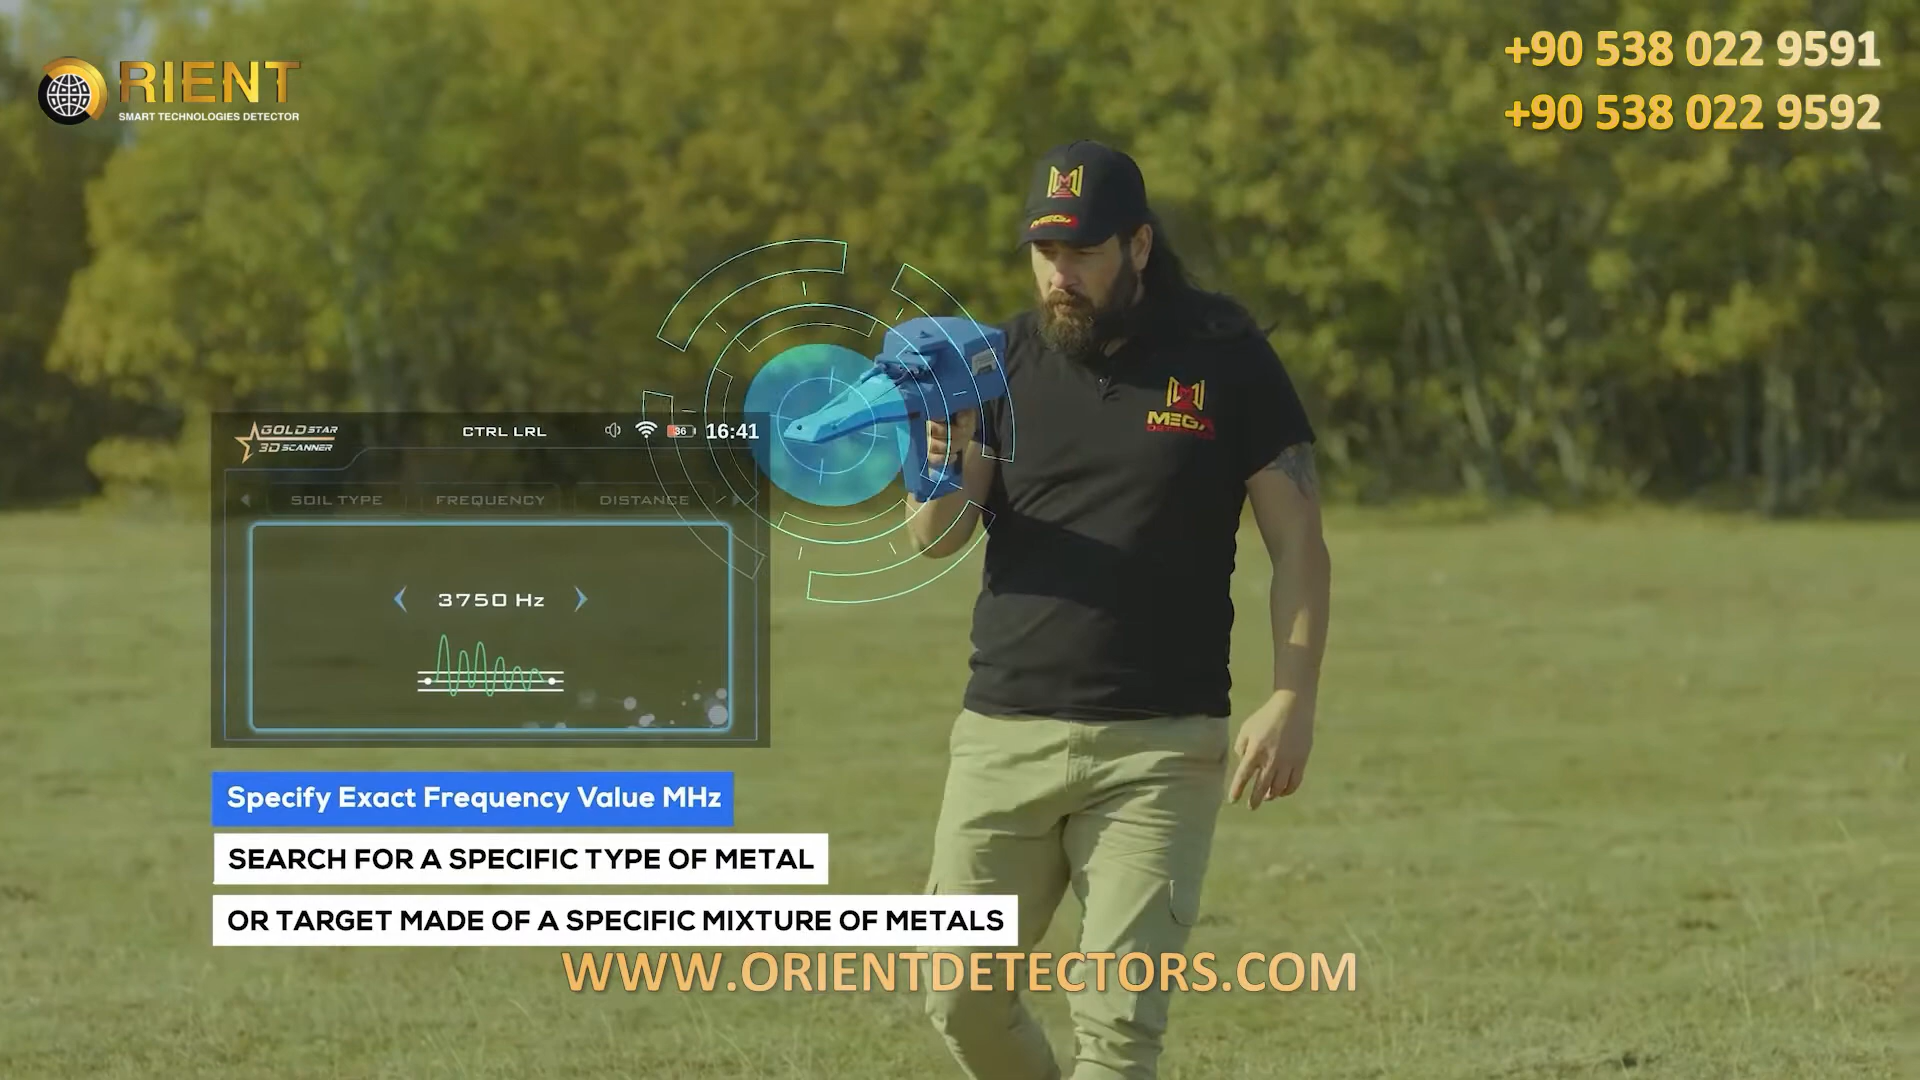 RIENT
SMART TECHNOLOGIES DETECTOR
+90 538 022 9591
+90 538 022 9592
MEGA
MEGA
GOLD STAR
3D SCANNER
CTRL LRL
36
16:41
SOIL TYPE
FREQUENCY
DISTANCE
3750 Hz
Specify Exact Frequency Value MHz
SEARCH FOR A SPECIFIC TYPE OF METAL
OR TARGET MADE OF A SPECIFIC MIXTURE OF METALS
WWW.ORIENTDETECTORS.COM